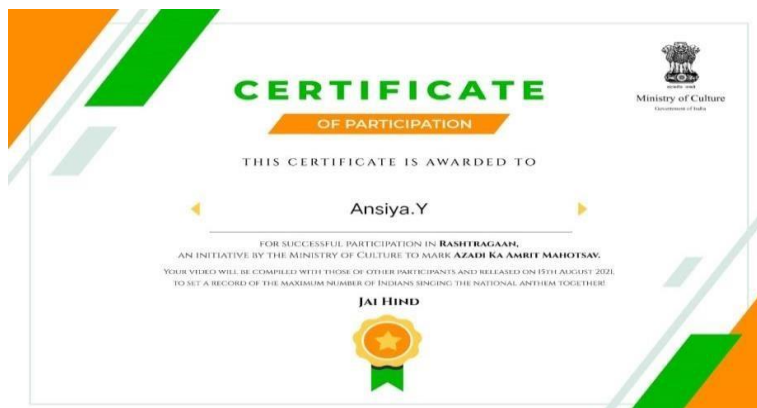 CERTIFICATE
OF PARTICIPATION
Ministry of Culture
Government of India
THIS CERTIFICATE IS AWARDED TO
Ansiya.Y
FOR SUCCESSFUL PARTICIPATION IN RASHTRAGAAN,
AN INITIATIVE BY THE MINISTRY OF CULTURE TO MARK AZADI KA AMRIT MAHOTSAV.
YOUR VIDEO WILL BE COMPILED WITH THOSE OF OTHER PARTICIPANTS AND RELEASED ON 15TH AUGUST 2021,
TO SET A RECORD OF THE MAXIMUM NUMBER OF INDIANS SINGING THE NATIONAL ANTHEM TOGETHER!
JAI HIND